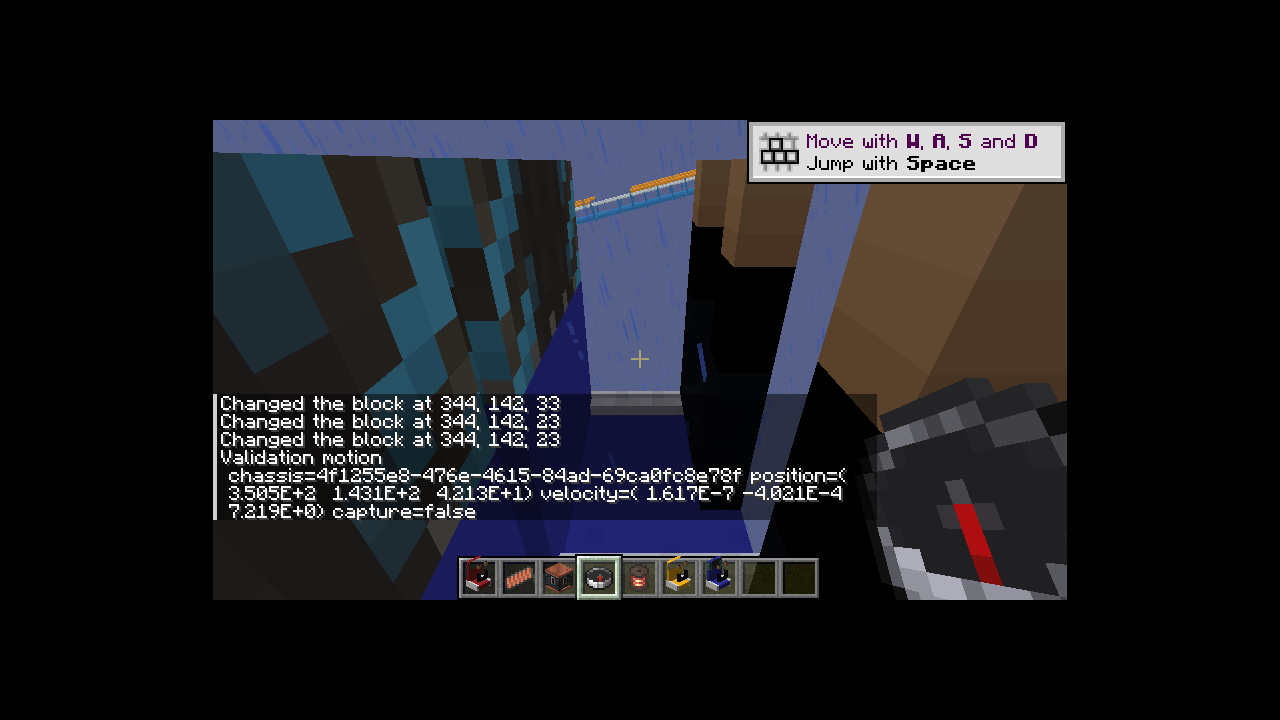 Move with W, A, S and D
Jump with Space
Changed the block at 344, 142, 33
Changed the block at 344, 142, 23
Changed the block at 344, 142, 23
Validation motion
chassis=4f1255e8-476e-4615-84ad-69ca0fc8e78f position=(
3.505E+2 1.431E+2 4.213E+1) velocity=( 1.617E-7 -4.021E-4
7.219E+0) capture=false